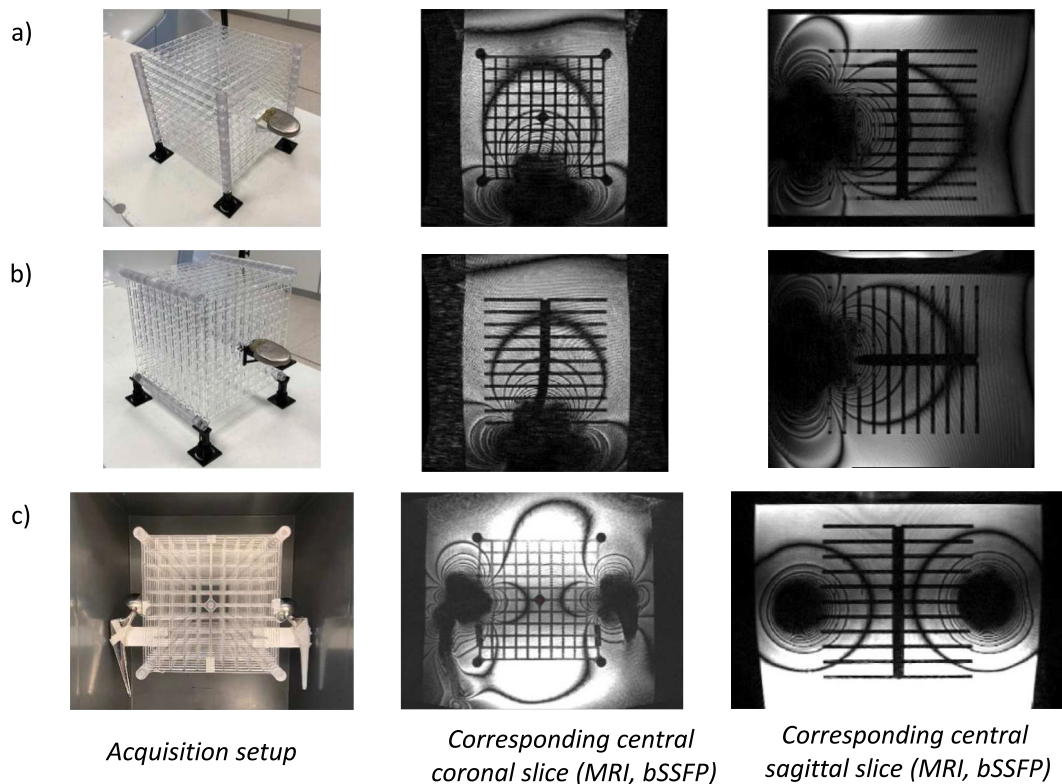 a)
b)
c)
Acquisition setup
Corresponding central
coronal slice (MRI, bSSFP)
Corresponding central
sagittal slice (MRI, bSSFP)